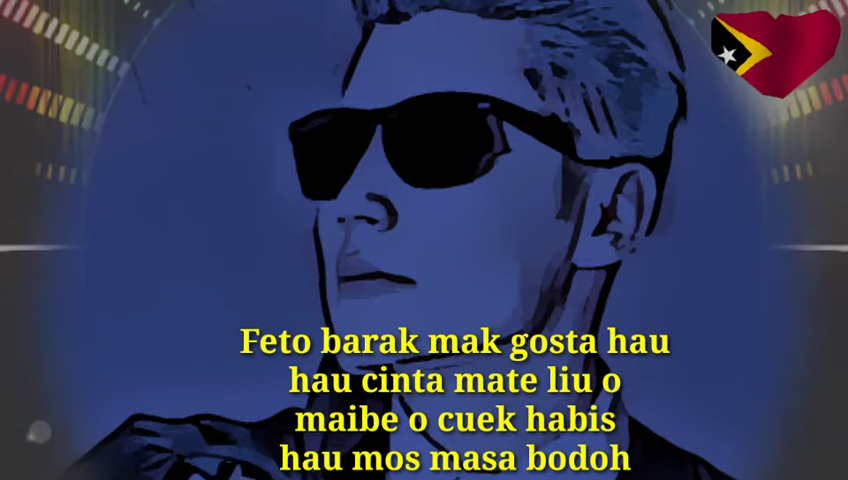 Feto barak mak gosta hau
hau cinta mate liu o
maibe o cuek habis
hau mos masa bodoh